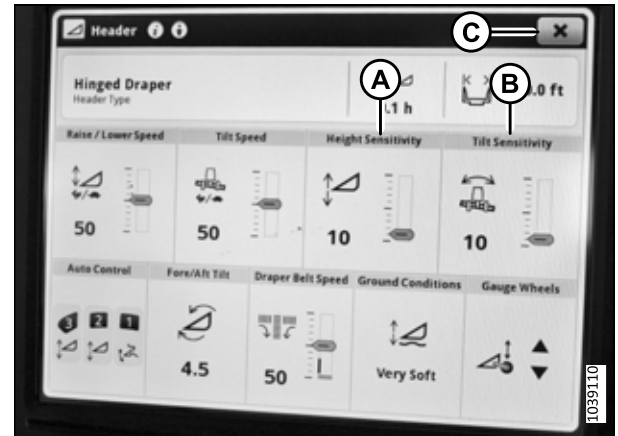 Header
C
Hinged Draper
Header Type
A
.1 h
B
.0 ft
Raise / Lower Speed
Tilt Speed
Height Sensitivity
Tilt Sensitivity
50
50
10
10
Auto Control
Fore/Aft Tilt
Draper Belt Speed
Ground Conditions
Gauge Wheels
3 2 1
4.5
50
Very Soft
1039110